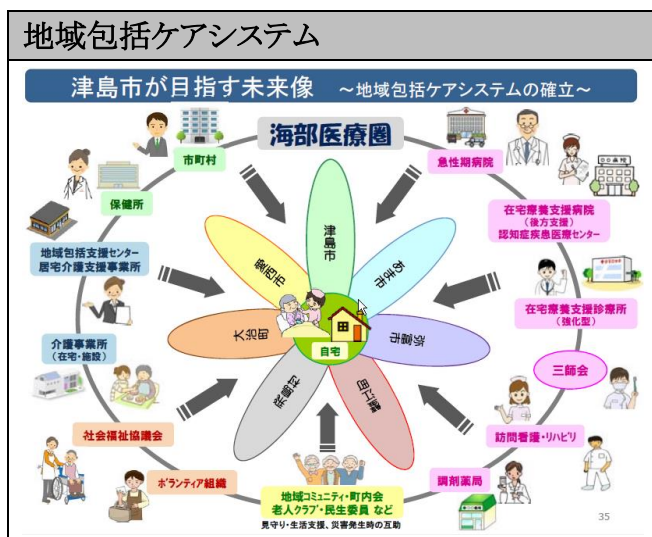 地域包括ケアシステム
津島市が目指す未来像 ～地域包括ケアシステムの確立～
海部医療圏
市町村
保健所
地域包括支援センター
居宅介護支援事業所
介護事業所
(在宅・施設)
社会福祉協議会
ボランティア組織
地域コミュニティ・町内会
老人クラブ・民生委員 など
見守り・生活支援、災害発生時の互助
急性期病院
〇〇病院
在宅療養支援病院
(後方支援)
認知症疾患医療センター
在宅療養支援診療所
(強化型)
三師会
訪問看護・リハビリ
調剤薬局
津島市
あま市
弥富市
蟹江町
飛島村
大治町
愛西市
自宅
35